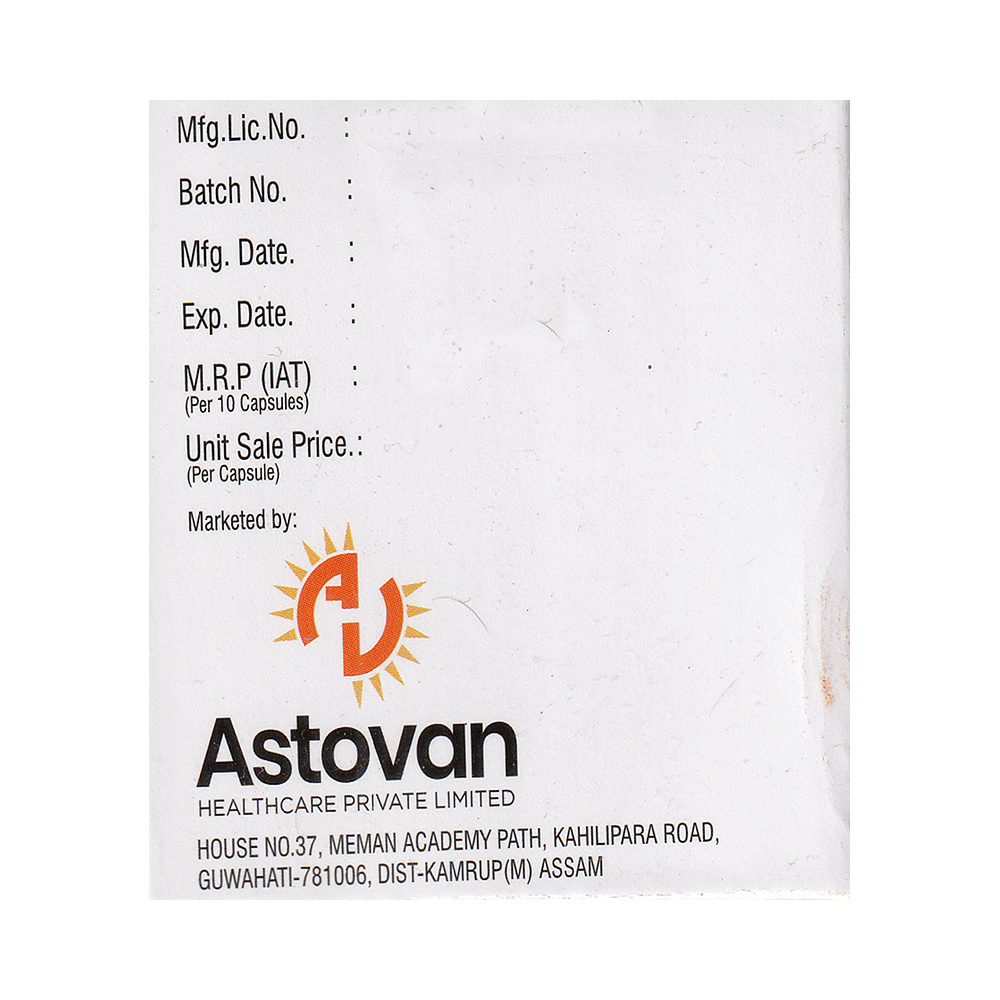 Mfg.Lic.No. :
Batch No. :
Mfg. Date. :
Exp. Date. :
M.R.P (IAT) :
(Per 10 Capsules)
Unit Sale Price.:
(Per Capsule)
Marketed by:
AV
Astovan
HEALTHCARE PRIVATE LIMITED
HOUSE NO.37, MEMAN ACADEMY PATH, KAHILIPARA ROAD,
GUWAHATI-781006, DIST-KAMRUP(M) ASSAM